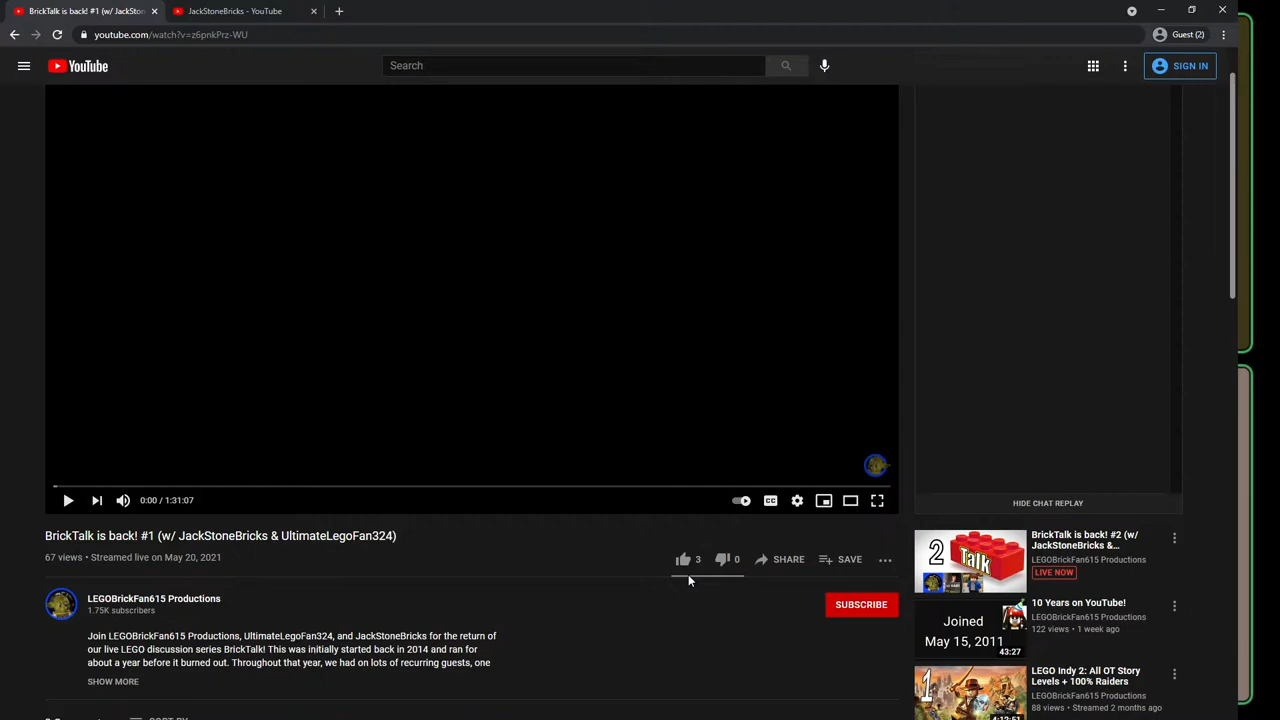 BrickTalk is back! #1 (w/ JackSton
JackStoneBricks - YouTube
youtube.com/watch?v=z6pnkPrz-WU
Guest (2)
YouTube
Search
SIGN IN
0:00 / 1:31:07
CC
HIDE CHAT REPLAY
BrickTalk is back! #1 (w/ JackStoneBricks & UltimateLegoFan324)
67 views • Streamed live on May 20, 2021
3
0
SHARE
SAVE
LEGOBrickFan615 Productions
1.75K subscribers
SUBSCRIBE
Join LEGOBrickFan615 Productions, UltimateLegoFan324, and JackStoneBricks for the return of
our live LEGO discussion series BrickTalk! This was initially started back in 2014 and ran for
about a year before it burned out. Throughout that year, we had on lots of recurring guests, one
SHOW MORE
2
Talk
BrickTalk is back! #2 (w/
JackStoneBricks &...
LEGOBrickFan615 Productions
LIVE NOW
Joined
May 15, 2011
43:27
10 Years on YouTube!
LEGOBrickFan615 Productions
122 views • 1 week ago
1
4:12:51
LEGO Indy 2: All OT Story
Levels + 100% Raiders
LEGOBrickFan615 Productions
88 views • Streamed 2 months ago